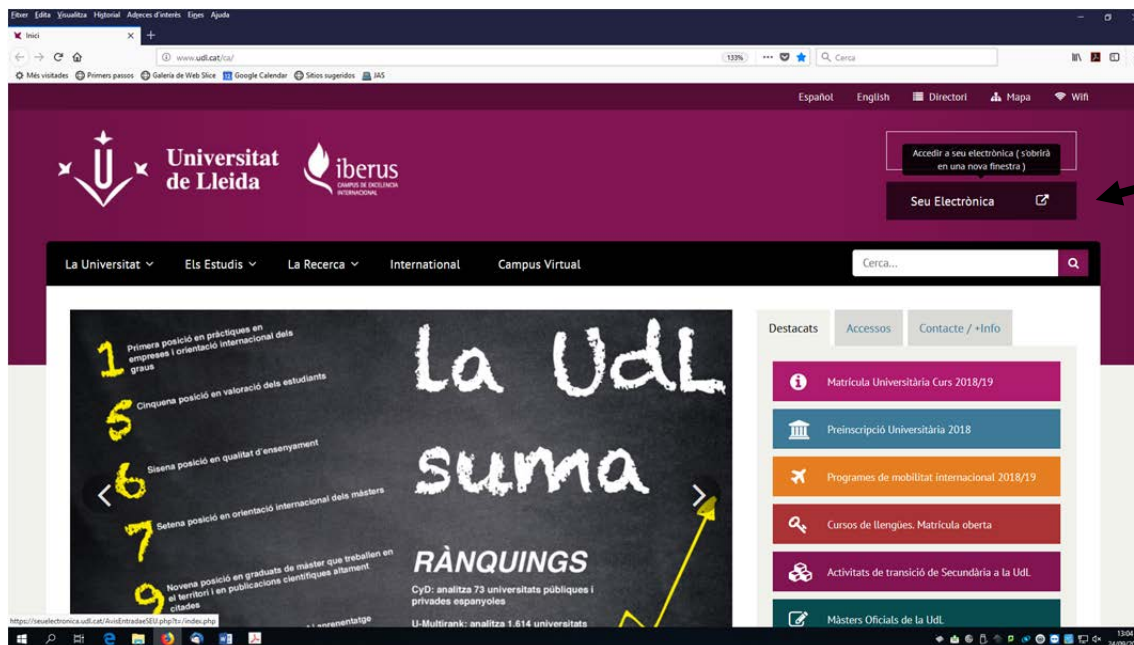 Fitxer Edita Visualitza Historial Adreces d'interès Eines Ajuda
Inici
www.udl.cat/ca/
133%
Cerca
Més visitades Primers passos Galería de Web Slice Google Calendar Sitios sugeridos JAS
Español English Directori Mapa Wifi
Universitat
de Lleida
iberus
CAMPUS DE EXCELENCIA
INTERNACIONAL
Accedir a seu electrònica ( s'obrirà
en una nova finestra )
Seu Electrònica
La Universitat Els Estudis La Recerca International Campus Virtual
Cerca...
1 Primera posició en pràctiques en
empreses i orientació internacional dels
graus
5 Cinquena posició en valoració dels estudiants
6 Sisena posició en qualitat d'ensenyament
7 Setena posició en orientació internacional dels màsters
9 Novena posició en graduats de màster que treballen en
el territori i en publicacions científiques altament
citades
la UdL
suma
RÀNQUINGS
CyD: analitza 73 universitats públiques i
privades espanyoles
U-Multirank: analitza 1.614 universitats
Destacats Accessos Contacte / +Info
Matrícula Universitària Curs 2018/19
Preinscripció Universitària 2018
Programes de mobilitat internacional 2018/19
Cursos de llengües. Matrícula oberta
Activitats de transició de Secundària a la UdL
Màsters Oficials de la UdL
https://seuelectronica.udl.cat/AvisEntradaeSEU.php?tx=/index.php
13:04